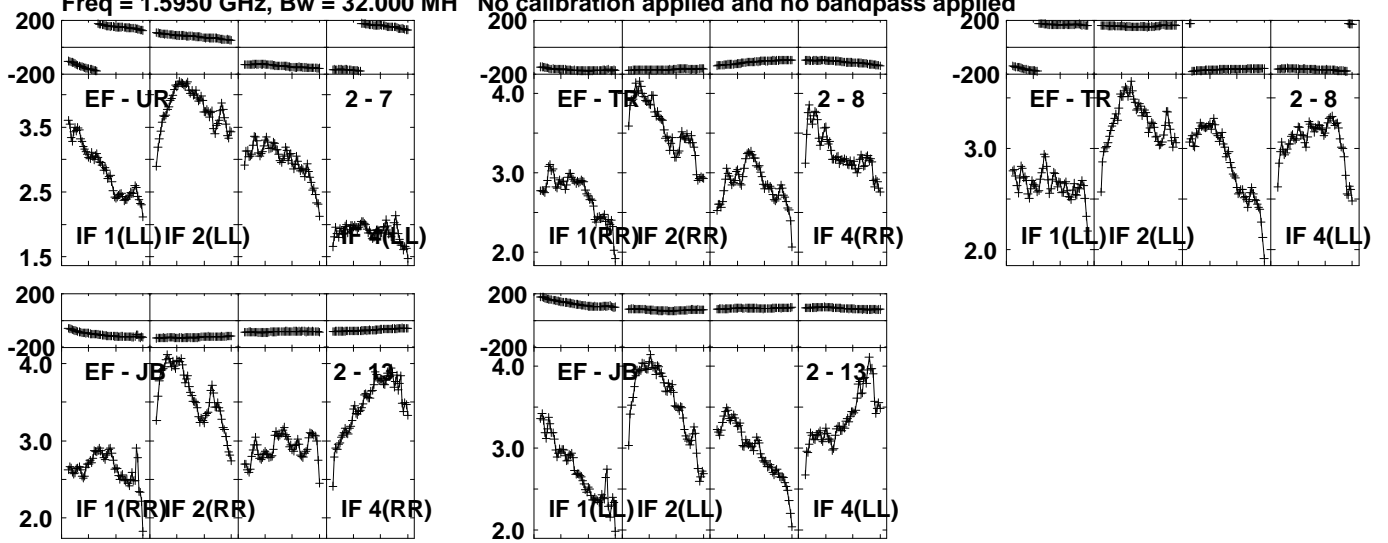 Freq = 1.5950 GHz, Bw = 32.000 MH No calibration applied and no bandpass applied
200
-200
EF - UR
2 - 7
3.5
2.5
1.5
IF 1(LL)
IF 2(LL)
IF 4(LL)
EF - TR
2 - 8
4.0
3.0
2.0
IF 1(RR)
IF 2(RR)
IF 4(RR)
200
-200
EF - TR
2 - 8
3.0
2.0
IF 1(LL)
IF 2(LL)
IF 4(LL)
200
-200
EF - JB
2 - 13
4.0
3.0
2.0
IF 1(RR)
IF 2(RR)
IF 4(RR)
200
-200
EF - JB
2 - 13
4.0
3.0
2.0
IF 1(LL)
IF 2(LL)
IF 4(LL)